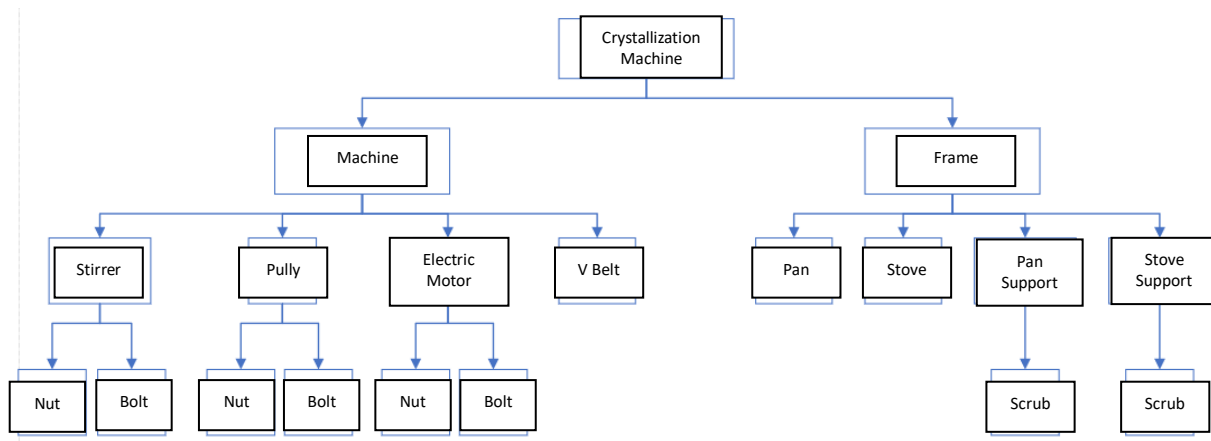 Crystallization
Machine
Machine
Frame
Stirrer
Pully
Electric
Motor
V Belt
Pan
Stove
Pan
Support
Stove
Support
Nut
Bolt
Nut
Bolt
Nut
Bolt
Scrub
Scrub